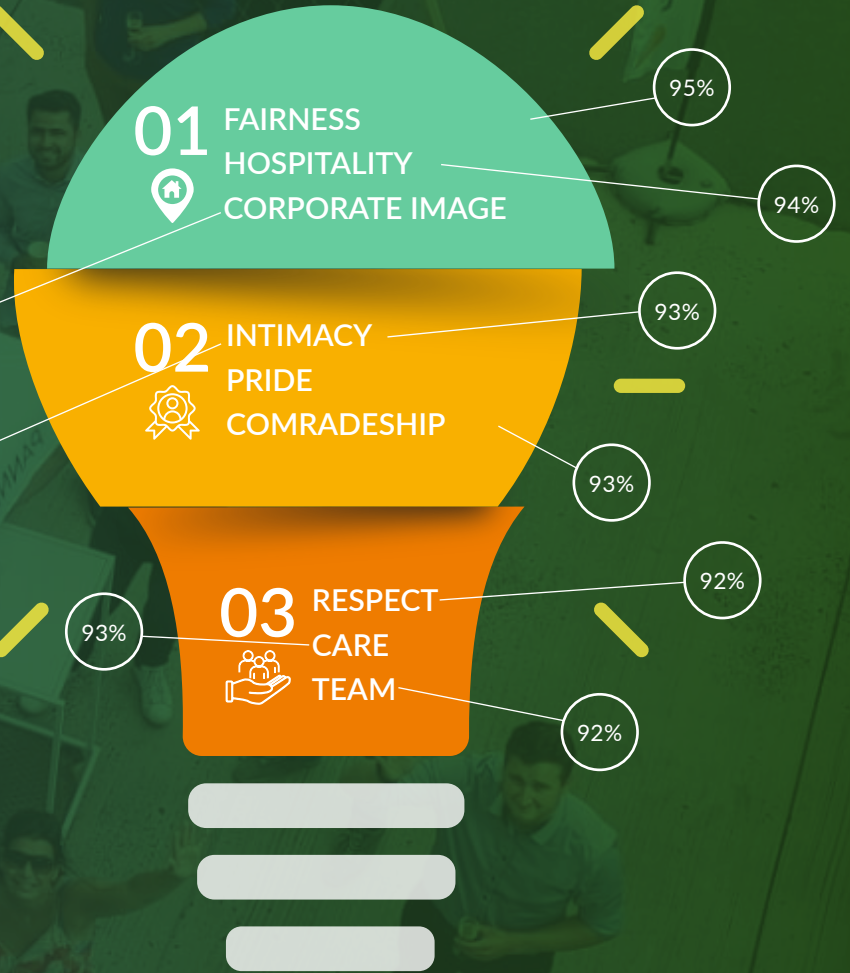 01
FAIRNESS
HOSPITALITY
CORPORATE IMAGE
95%
94%
02
INTIMACY
PRIDE
COMRADESHIP
93%
93%
03
RESPECT
CARE
TEAM
92%
93%
92%